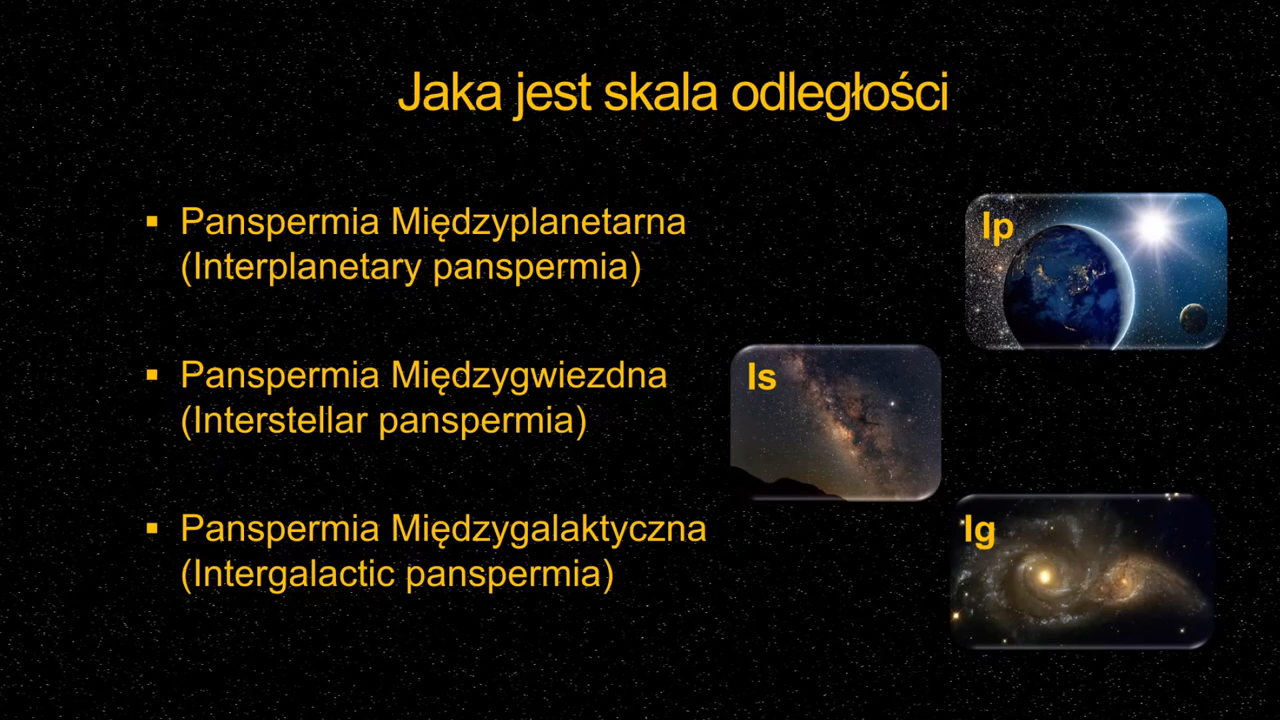 Jaka jest skala odległości
▪ Panspermia Międzyplanetarna
(Interplanetary panspermia)
Ip
▪ Panspermia Międzygwiezdna
(Interstellar panspermia)
Is
▪ Panspermia Międzygalaktyczna
(Intergalactic panspermia)
Ig